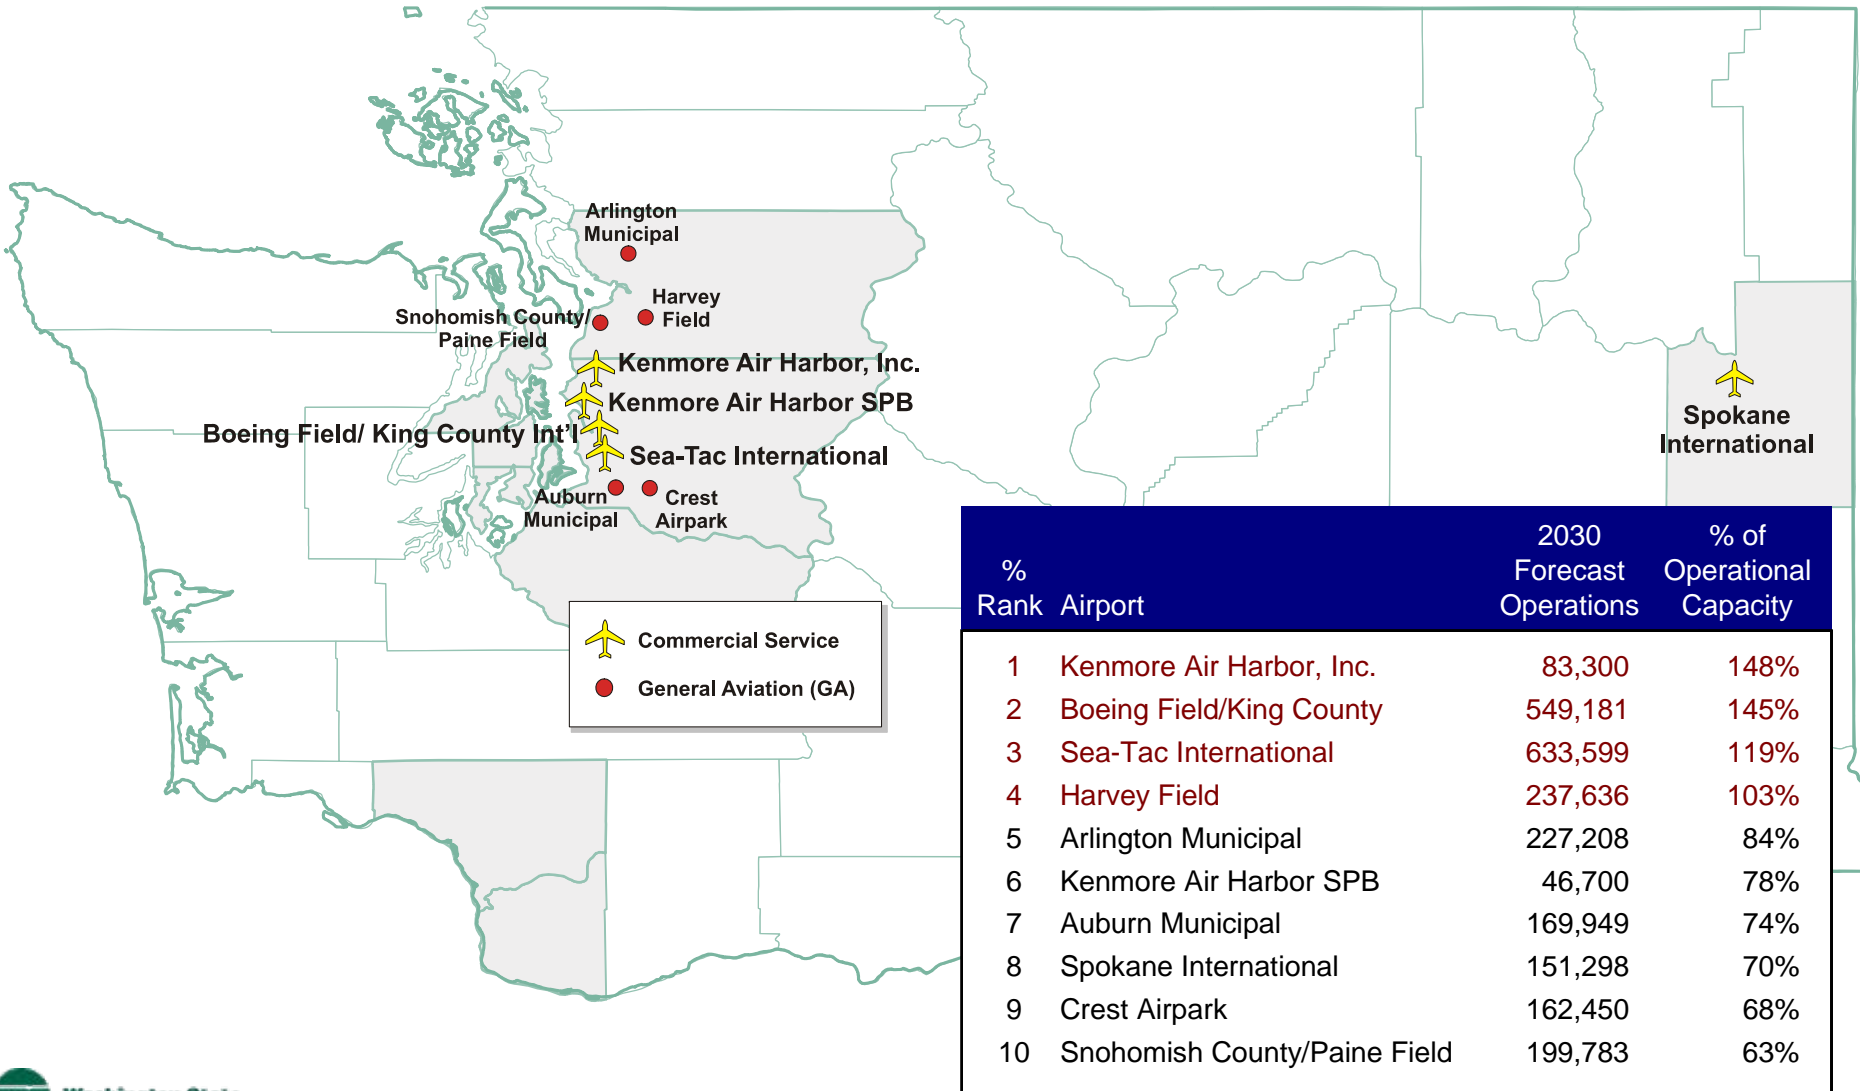 Arlington
Municipal
Harvey
Field
Snohomish County/
Paine Field
Kenmore Air Harbor, Inc.
Kenmore Air Harbor SPB
Boeing Field/ King County Int'l
Sea-Tac International
Auburn
Municipal
Crest
Airpark
Spokane
International
Commercial Service
General Aviation (GA)
% Rank Airport 2030 Forecast Operations % of Operational Capacity
1 Kenmore Air Harbor, Inc. 83,300 148%
2 Boeing Field/King County 549,181 145%
3 Sea-Tac International 633,599 119%
4 Harvey Field 237,636 103%
5 Arlington Municipal 227,208 84%
6 Kenmore Air Harbor SPB 46,700 78%
7 Auburn Municipal 169,949 74%
8 Spokane International 151,298 70%
9 Crest Airpark 162,450 68%
10 Snohomish County/Paine Field 199,783 63%
Washington State